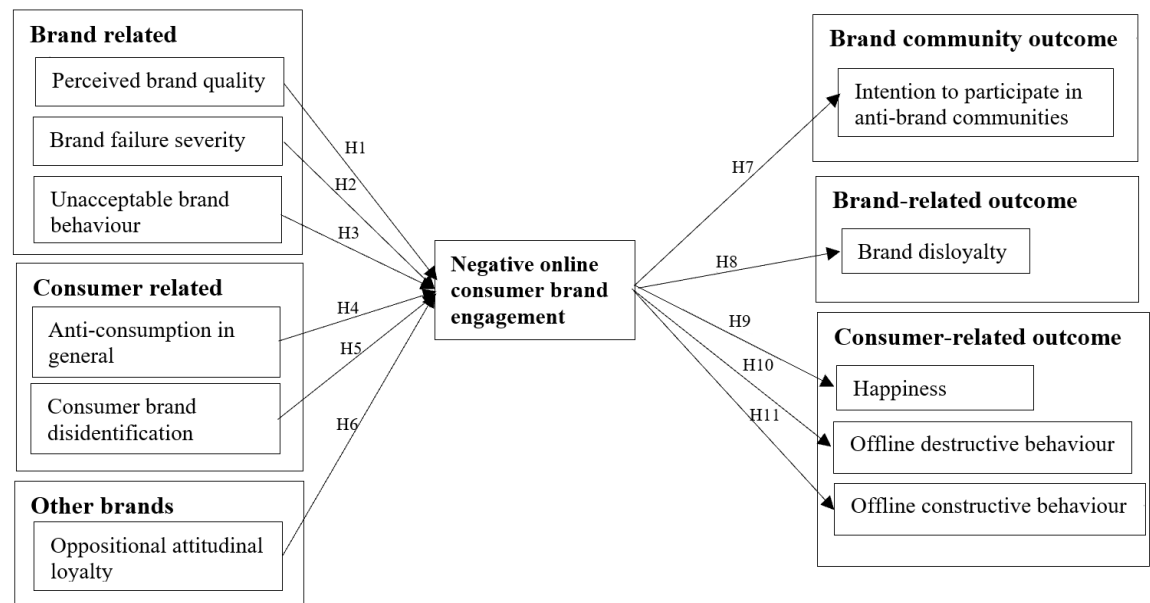 Brand related
Perceived brand quality
Brand failure severity
Unacceptable brand
behaviour
Consumer related
Anti-consumption in
general
Consumer brand
disidentification
Other brands
Oppositional attitudinal
loyalty
H1
H2
H3
H4
H5
H6
Negative online
consumer brand
engagement
H7
H8
H9
H10
H11
Brand community outcome
Intention to participate in
anti-brand communities
Brand-related outcome
Brand disloyalty
Consumer-related outcome
Happiness
Offline destructive behaviour
Offline constructive behaviour